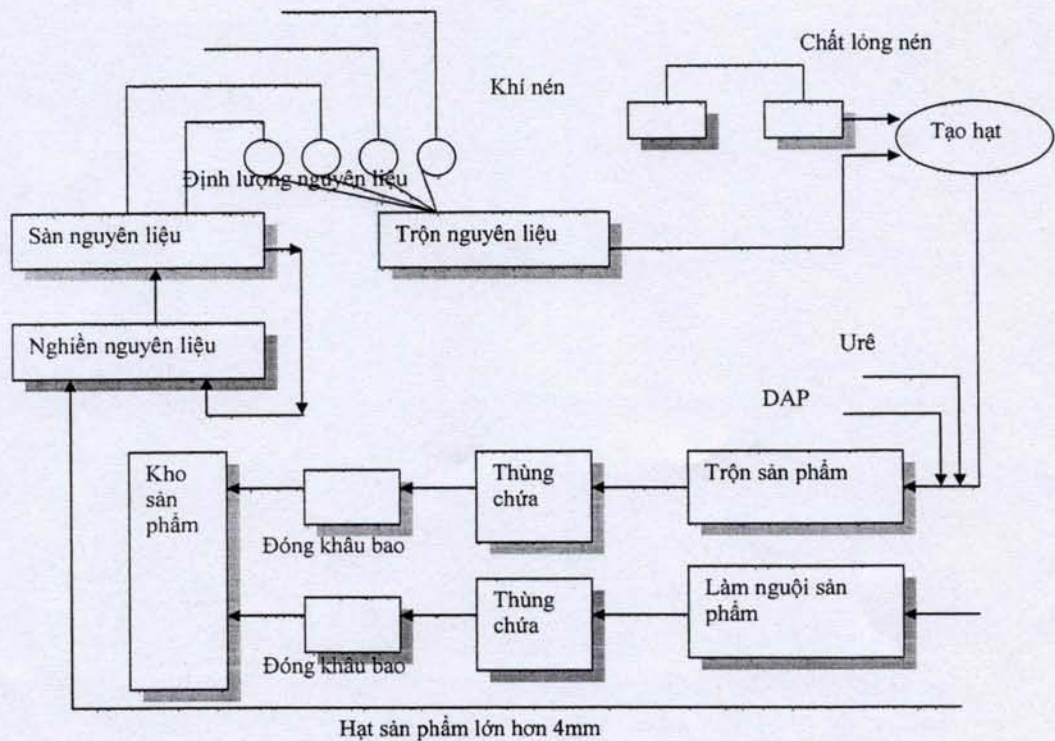 Chất lỏng nén
Khí nén
Tạo hạt
Định lượng nguyên liệu
Sàn nguyên liệu
Trộn nguyên liệu
Nghiền nguyên liệu
Urê
DAP
Kho
sản
phẩm
Thùng
chứa
Trộn sản phẩm
Đóng khâu bao
Thùng
chứa
Làm nguội sản
phẩm
Đóng khâu bao
Hạt sản phẩm lớn hơn 4mm